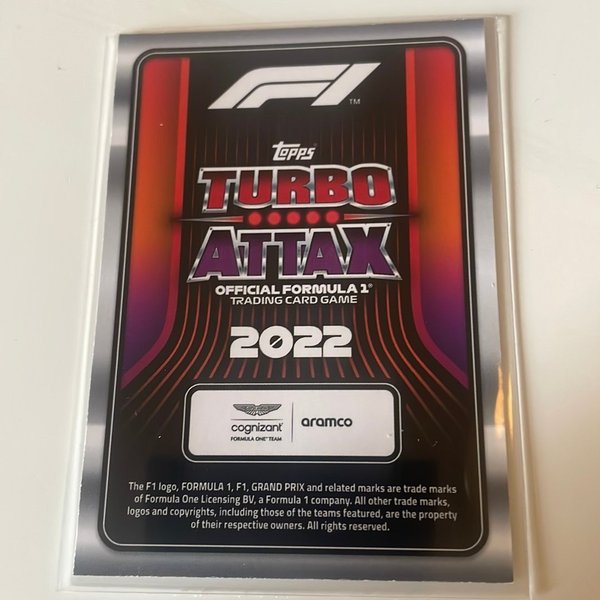 F1
TM
Topps
TURBO
ATTAX
OFFICIAL FORMULA 1®
TRADING CARD GAME
2022
cognizant
FORMULA ONE™ TEAM
aramco
The F1 logo, FORMULA 1, F1, GRAND PRIX and related marks are trade marks
of Formula One Licensing BV, a Formula 1 company. All other trade marks,
logos and copyrights, including those of the teams featured, are the property
of their respective owners. All rights reserved.